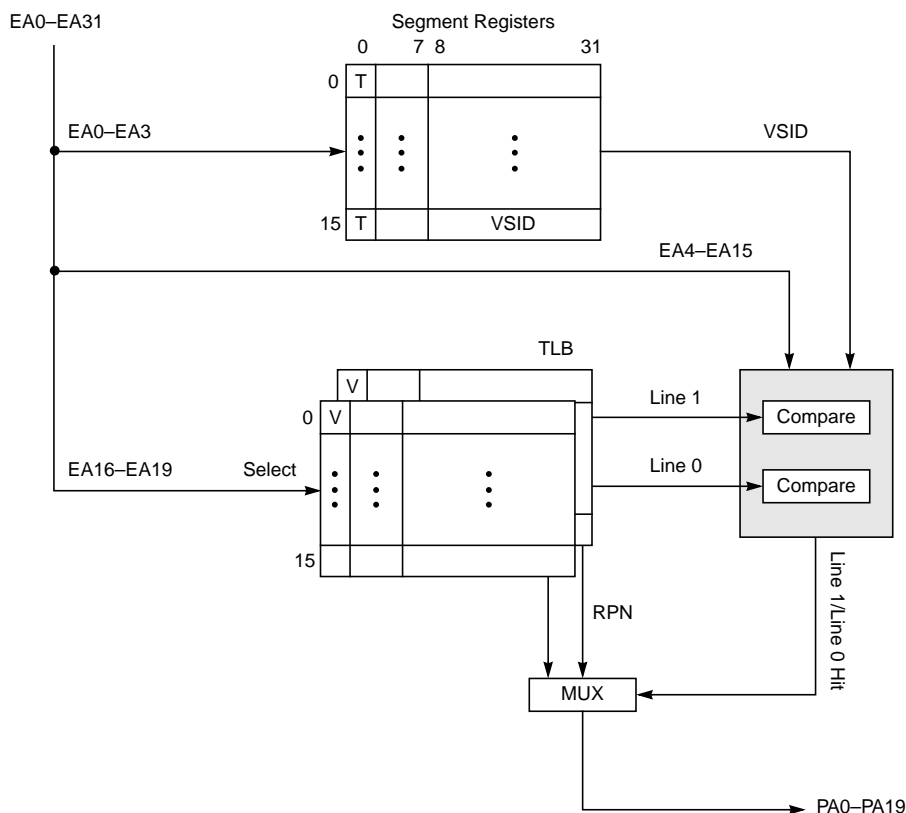 EA0–EA31
Segment Registers
0 7 8 31
0 T
EA0–EA3
VSID
15 T VSID
EA4–EA15
TLB
V
0 V
Line 1
Compare
EA16–EA19 Select
Line 0
Compare
15
RPN
Line 1/Line 0 Hit
MUX
PA0–PA19